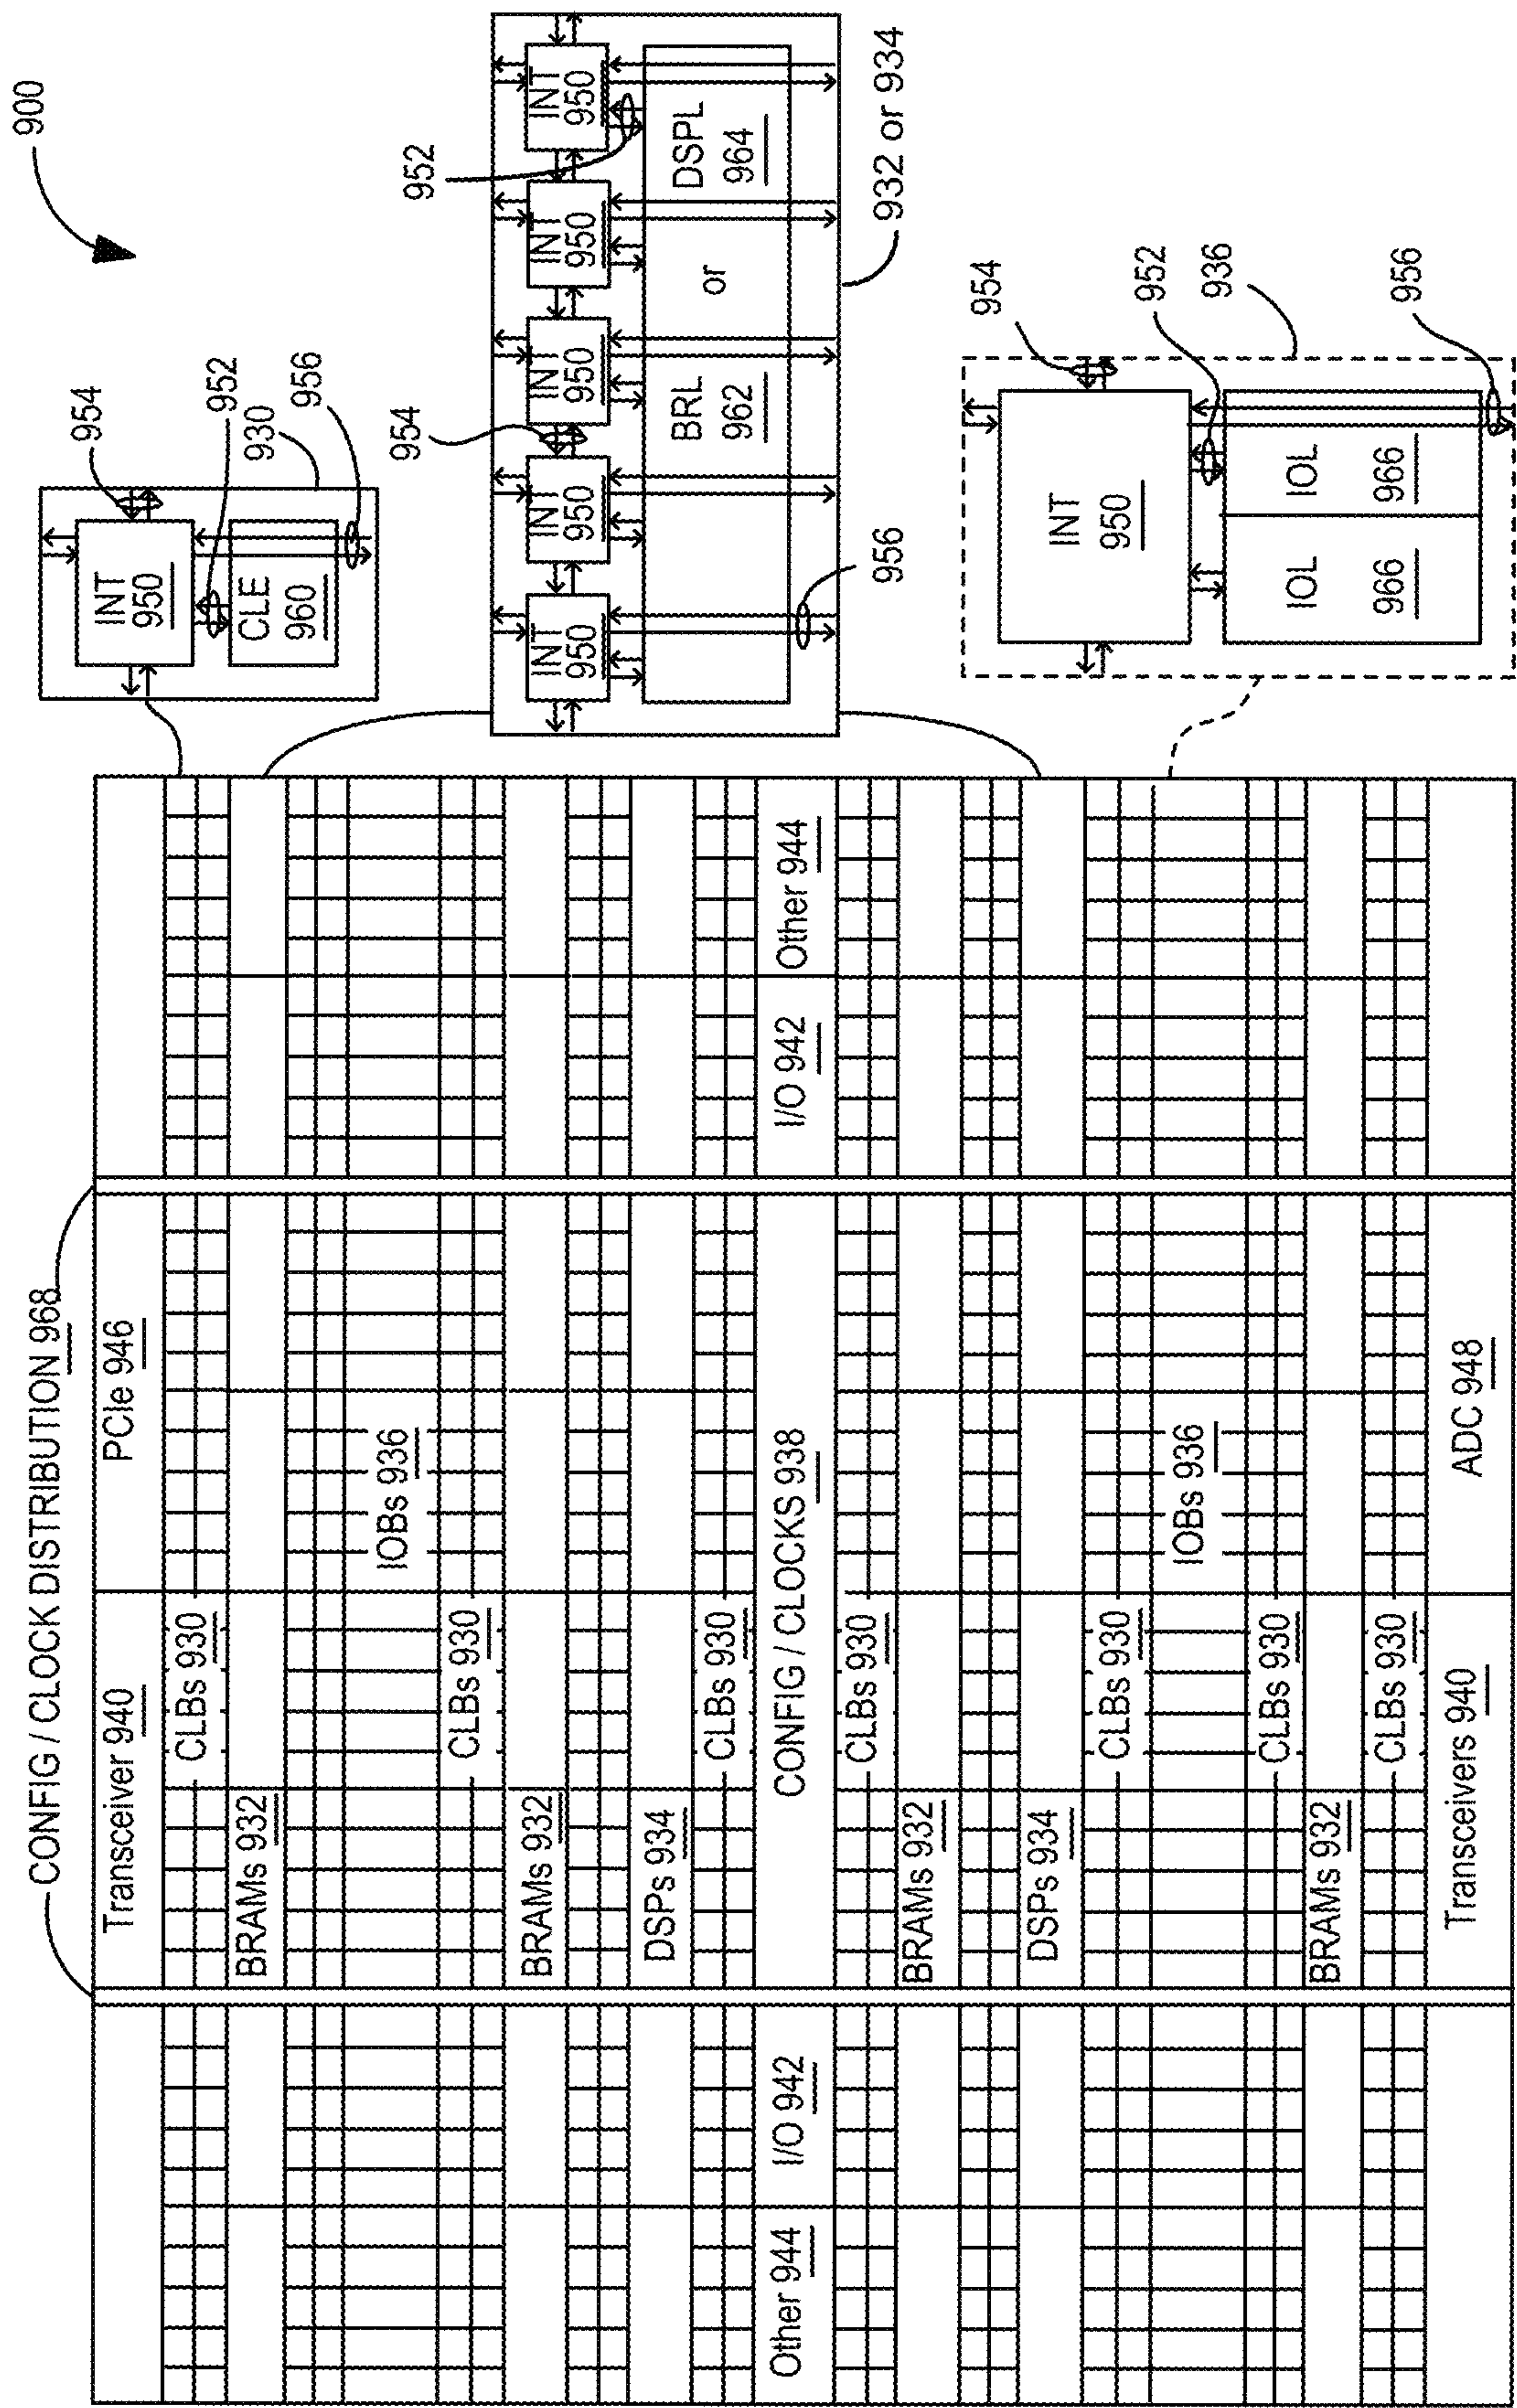 900
CONFIG / CLOCK DISTRIBUTION 968
Transceiver 940
PCIe 946
CLBs 930
BRAMs 932
IOBs 936
CLBs 930
BRAMs 932
DSPs 934
CLBs 930
Other 944
I/O 942
CONFIG / CLOCKS 938
I/O 942
Other 944
CLBs 930
BRAMs 932
DSPs 934
CLBs 930
IOBs 936
CLBs 930
BRAMs 932
CLBs 930
Transceivers 940
ADC 948
INT
950
CLE
960
954
952
930
956
INT
950
INT
950
INT
950
INT
950
INT
950
952
954
BRL
962
or
DSPL
964
956
932 or 934
INT
950
IOL
966
IOL
966
954
952
936
956